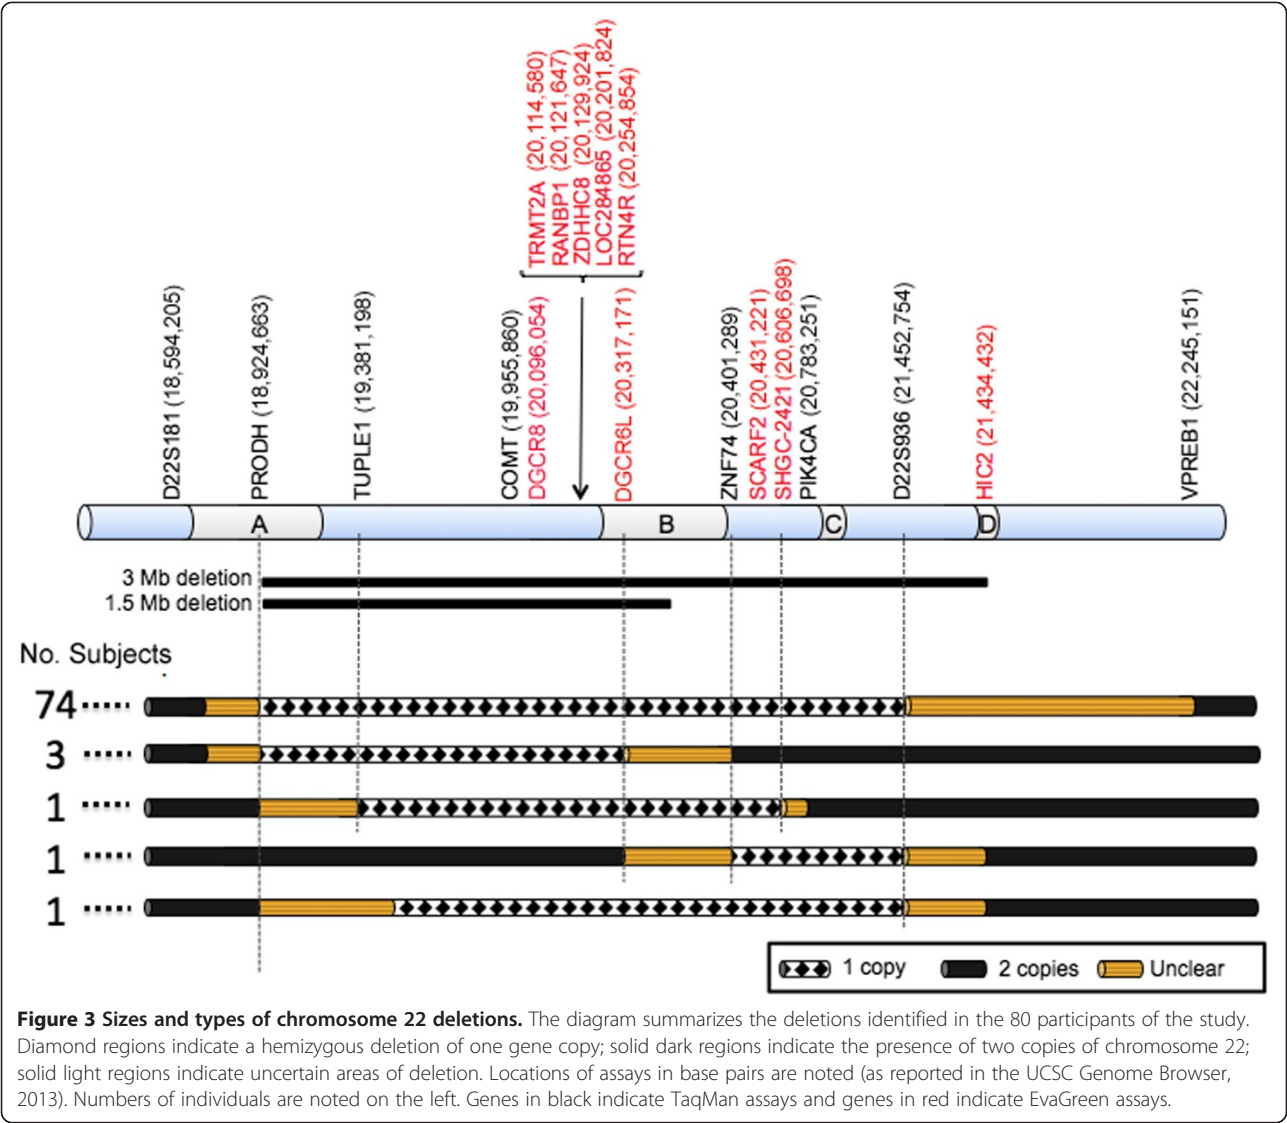 TRMT2A (20,114,580)
RANBP1 (20,121,647)
ZDHHC8 (20,129,924)
LOC284865 (20,201,824)
RTN4R (20,254,854)
D22S181 (18,594,205)
PRODH (18,924,663)
TUPLE1 (19,381,198)
COMT (19,955,860)
DGCR8 (20,096,054)
DGCR6L (20,317,171)
ZNF74 (20,401,289)
SCARF2 (20,431,221)
SHGC-2421 (20,606,698)
PIK4CA (20,783,251)
D22S936 (21,452,754)
HIC2 (21,434,432)
VPREB1 (22,245,151)
A B C D
3 Mb deletion
1.5 Mb deletion
No. Subjects
74
3
1
1
1
1 copy 2 copies Unclear
Figure 3 Sizes and types of chromosome 22 deletions. The diagram summarizes the deletions identified in the 80 participants of the study.
Diamond regions indicate a hemizygous deletion of one gene copy; solid dark regions indicate the presence of two copies of chromosome 22;
solid light regions indicate uncertain areas of deletion. Locations of assays in base pairs are noted (as reported in the UCSC Genome Browser,
2013). Numbers of individuals are noted on the left. Genes in black indicate TaqMan assays and genes in red indicate EvaGreen assays.